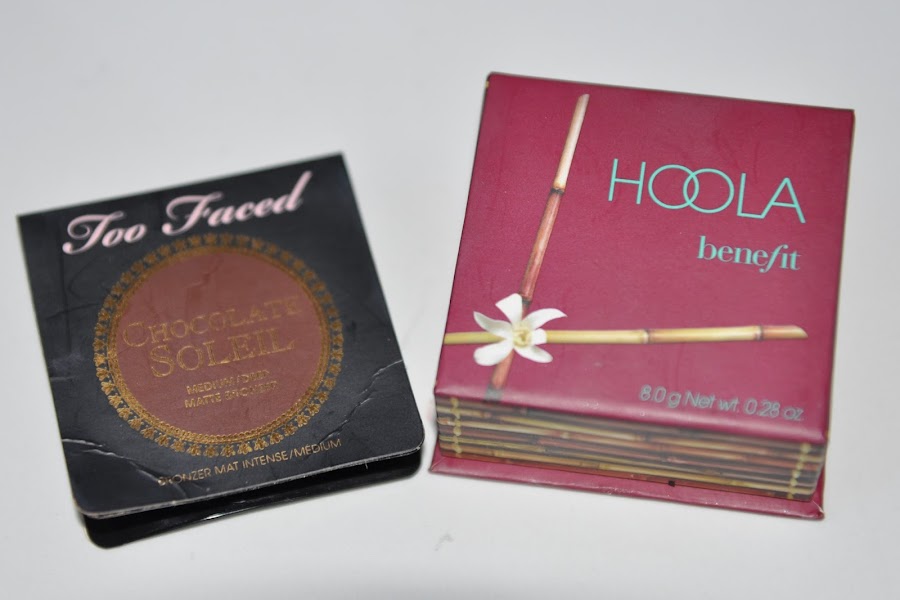 Too Faced
CHOCOLATE
SOLEIL
MEDIUM/DEEP
MATTE BRONZER
BRONZER MAT INTENSE/MEDIUM
HOOLA
benefit
8.0 g Net wt. 0.28 oz